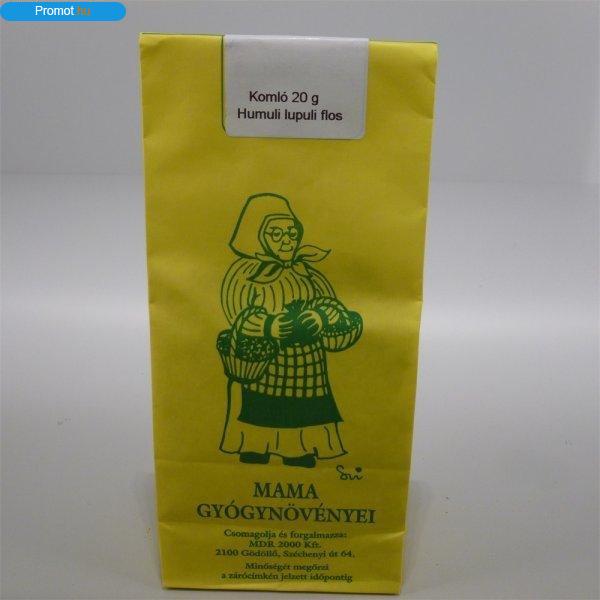 Promot.hu
Komló 20 g
Humuli lupuli flos
MAMA
GYÓGYNÖVÉNYEI
Csomagolja és forgalmazza:
MDR 2000 Kft.
2100 Gödöllő, Széchenyi út 64.
Minőségét megőrzi
a zárócímkén jelzett időpontig